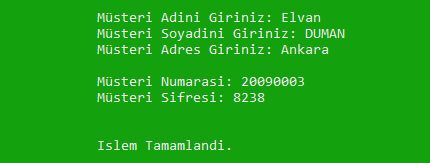 Müsteri Adini Giriniz: Elvan
Müsteri Soyadini Giriniz: DUMAN
Müsteri Adres Giriniz: Ankara
Müsteri Numarasi: 20090003
Müsteri Sifresi: 8238
Islem Tamamlandi.